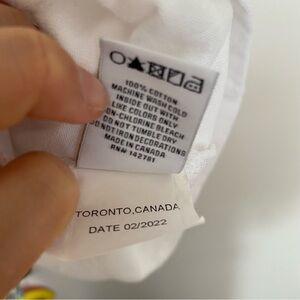 100% COTTON
MACHINE WASH COLD
INSIDE OUT WITH
LIKE COLORS ONLY
NON-CHLORINE BLEACH
DO NOT TUMBLE DRY
DO NOT IRON DECORATIONS
MADE IN CANADA
RN# 142781
TORONTO, CANADA
DATE 02/2022